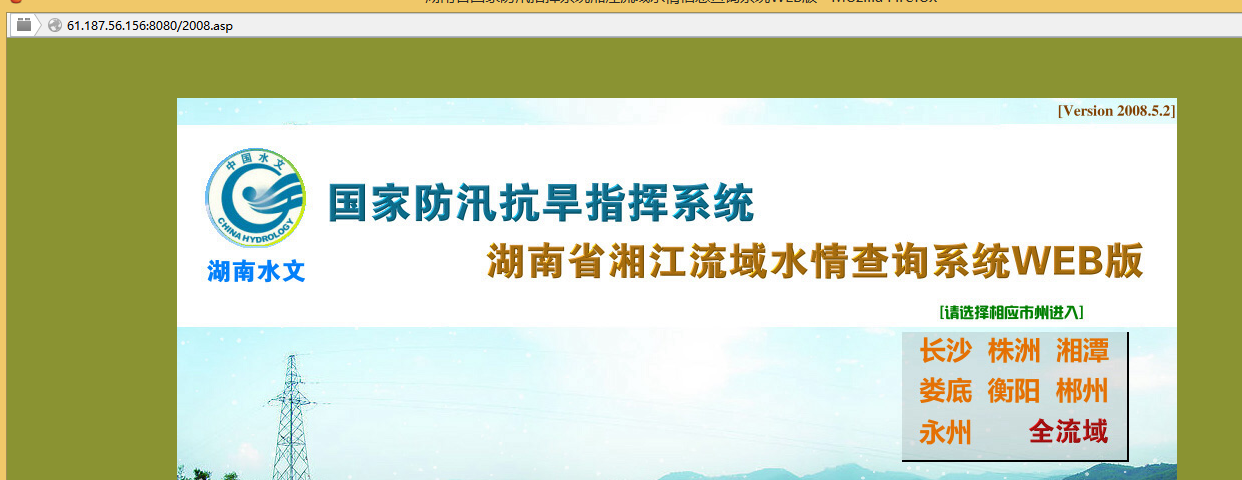 61.187.56.156:8080/2008.asp
[Version 2008.5.2]
中国水文
CHINA HYDROLOGY
湖南水文
国家防汛抗旱指挥系统
湖南省湘江流域水情查询系统WEB版
[请选择相应市州进入]
长沙 株洲 湘潭
娄底 衡阳 郴州
永州 全流域